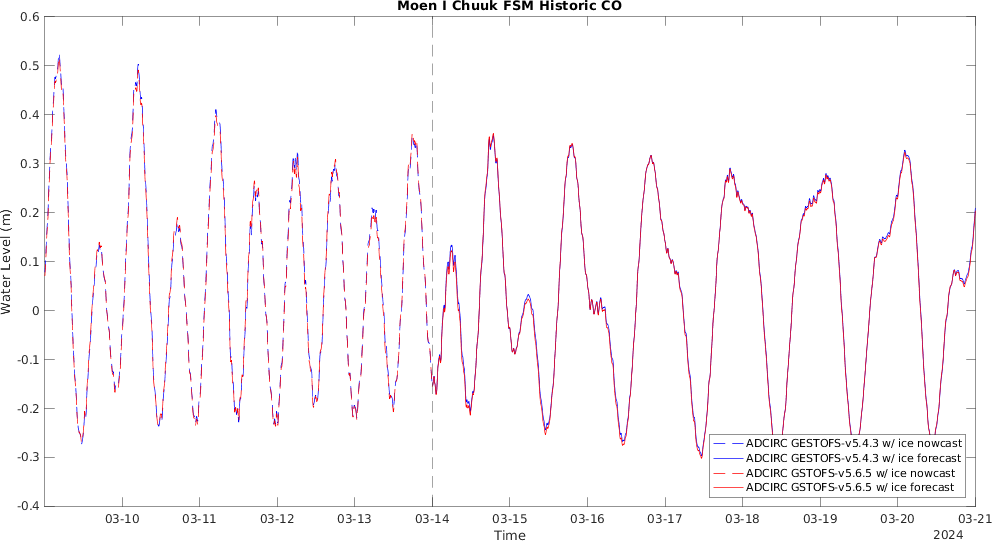 Moen I Chuuk FSM Historic CO
0.6
0.5
0.4
0.3
0.2
0.1
0
-0.1
-0.2
-0.3
-0.4
Water Level (m)
ADCIRC GESTOFS-v5.4.3 w/ ice nowcast
ADCIRC GESTOFS-v5.4.3 w/ ice forecast
ADCIRC GSTOFS-v5.6.5 w/ ice nowcast
ADCIRC GSTOFS-v5.6.5 w/ ice forecast
03-10 03-11 03-12 03-13 03-14 03-15 03-16 03-17 03-18 03-19 03-20 03-21
Time
2024